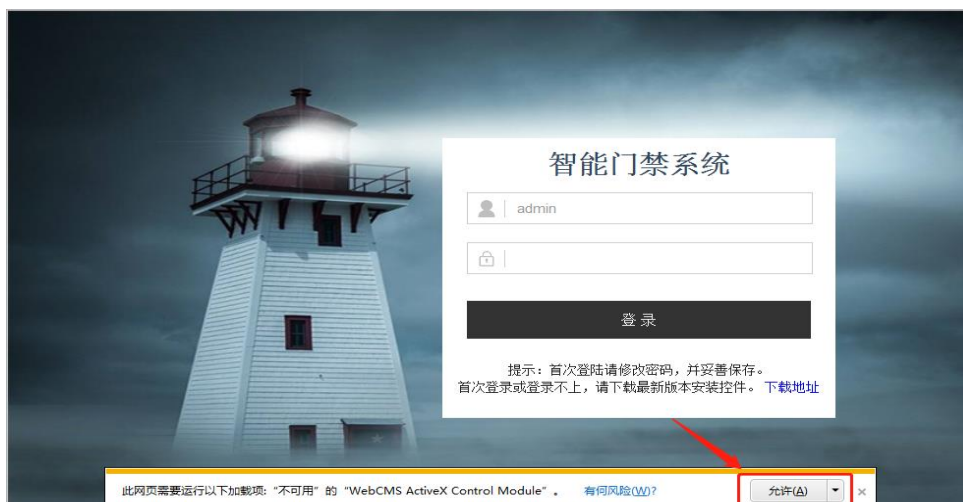 智能门禁系统
admin
登录
提示：首次登陆请修改密码，并妥善保存。
首次登录或登录不上，请下载最新版本安装控件。 下载地址
此网页需要运行以下加载项: “不可用” 的 “WebCMS ActiveX Control Module” 。 有何风险(W)? 允许(A) ×